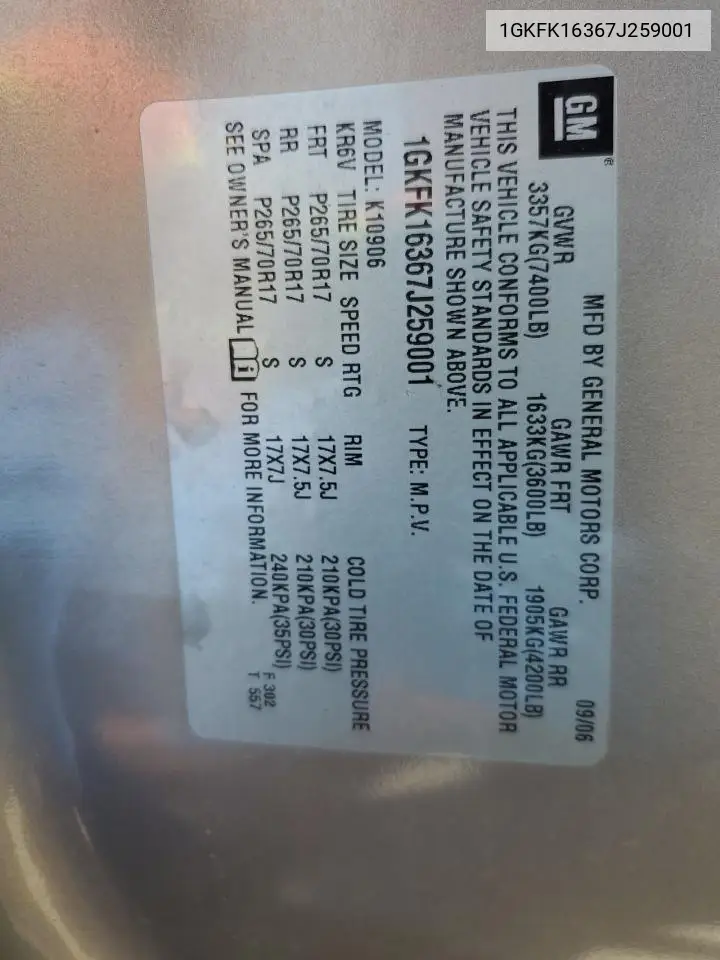 1GKFK16367J259001
GM®
MFD BY GENERAL MOTORS CORP. 09/06
GVWR GAWR FRT GAWR RR
3357KG(7400LB) 1633KG(3600LB) 1905KG(4200LB)
THIS VEHICLE CONFORMS TO ALL APPLICABLE U.S. FEDERAL MOTOR
VEHICLE SAFETY STANDARDS IN EFFECT ON THE DATE OF
MANUFACTURE SHOWN ABOVE.
1GKFK16367J259001 TYPE: M.P.V.
MODEL: K10906
KR6V TIRE SIZE SPEED RTG RIM COLD TIRE PRESSURE
FRT P265/70R17 S 17X7.5J 210KPA(30PSI)
RR P265/70R17 S 17X7.5J 210KPA(30PSI)
SPA P265/70R17 S 17X7J 240KPA(35PSI)
SEE OWNER'S MANUAL i FOR MORE INFORMATION.
F 302
T 557